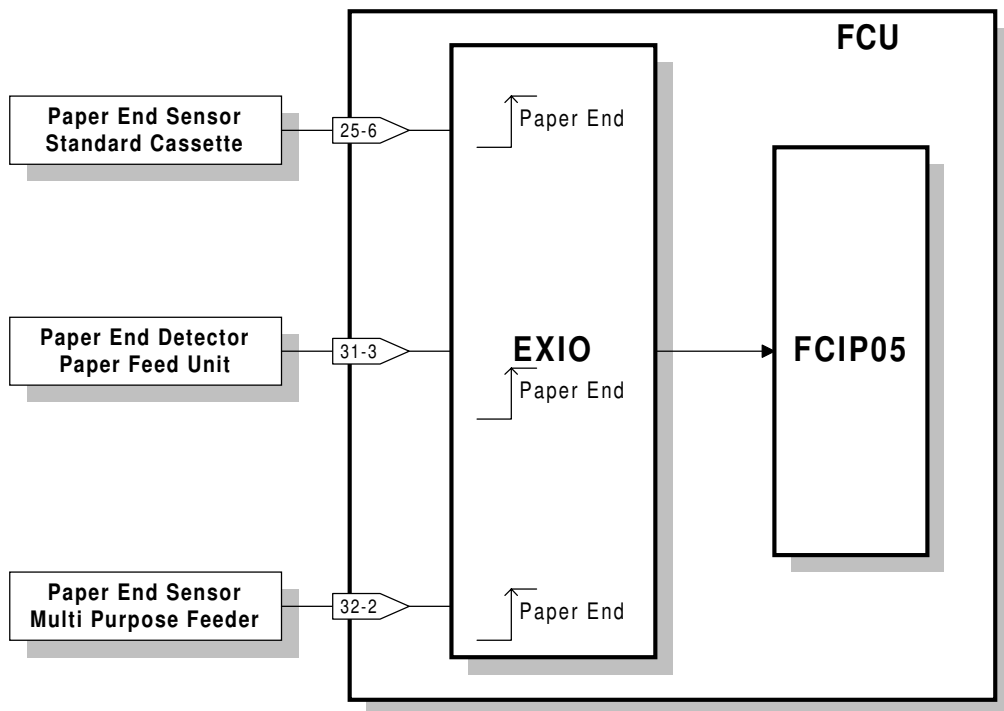 FCU
Paper End Sensor
Standard Cassette
25-6
Paper End
Paper End Detector
Paper Feed Unit
31-3
EXIO
Paper End
FCIP05
Paper End Sensor
Multi Purpose Feeder
32-2
Paper End